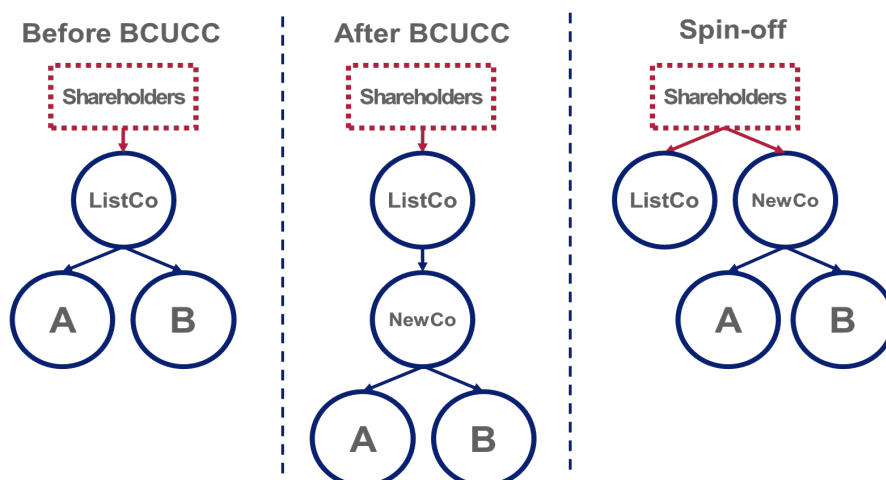 Before BCUCC
Shareholders
ListCo
A
B
After BCUCC
Shareholders
ListCo
NewCo
A
B
Spin-off
Shareholders
ListCo
NewCo
A
B